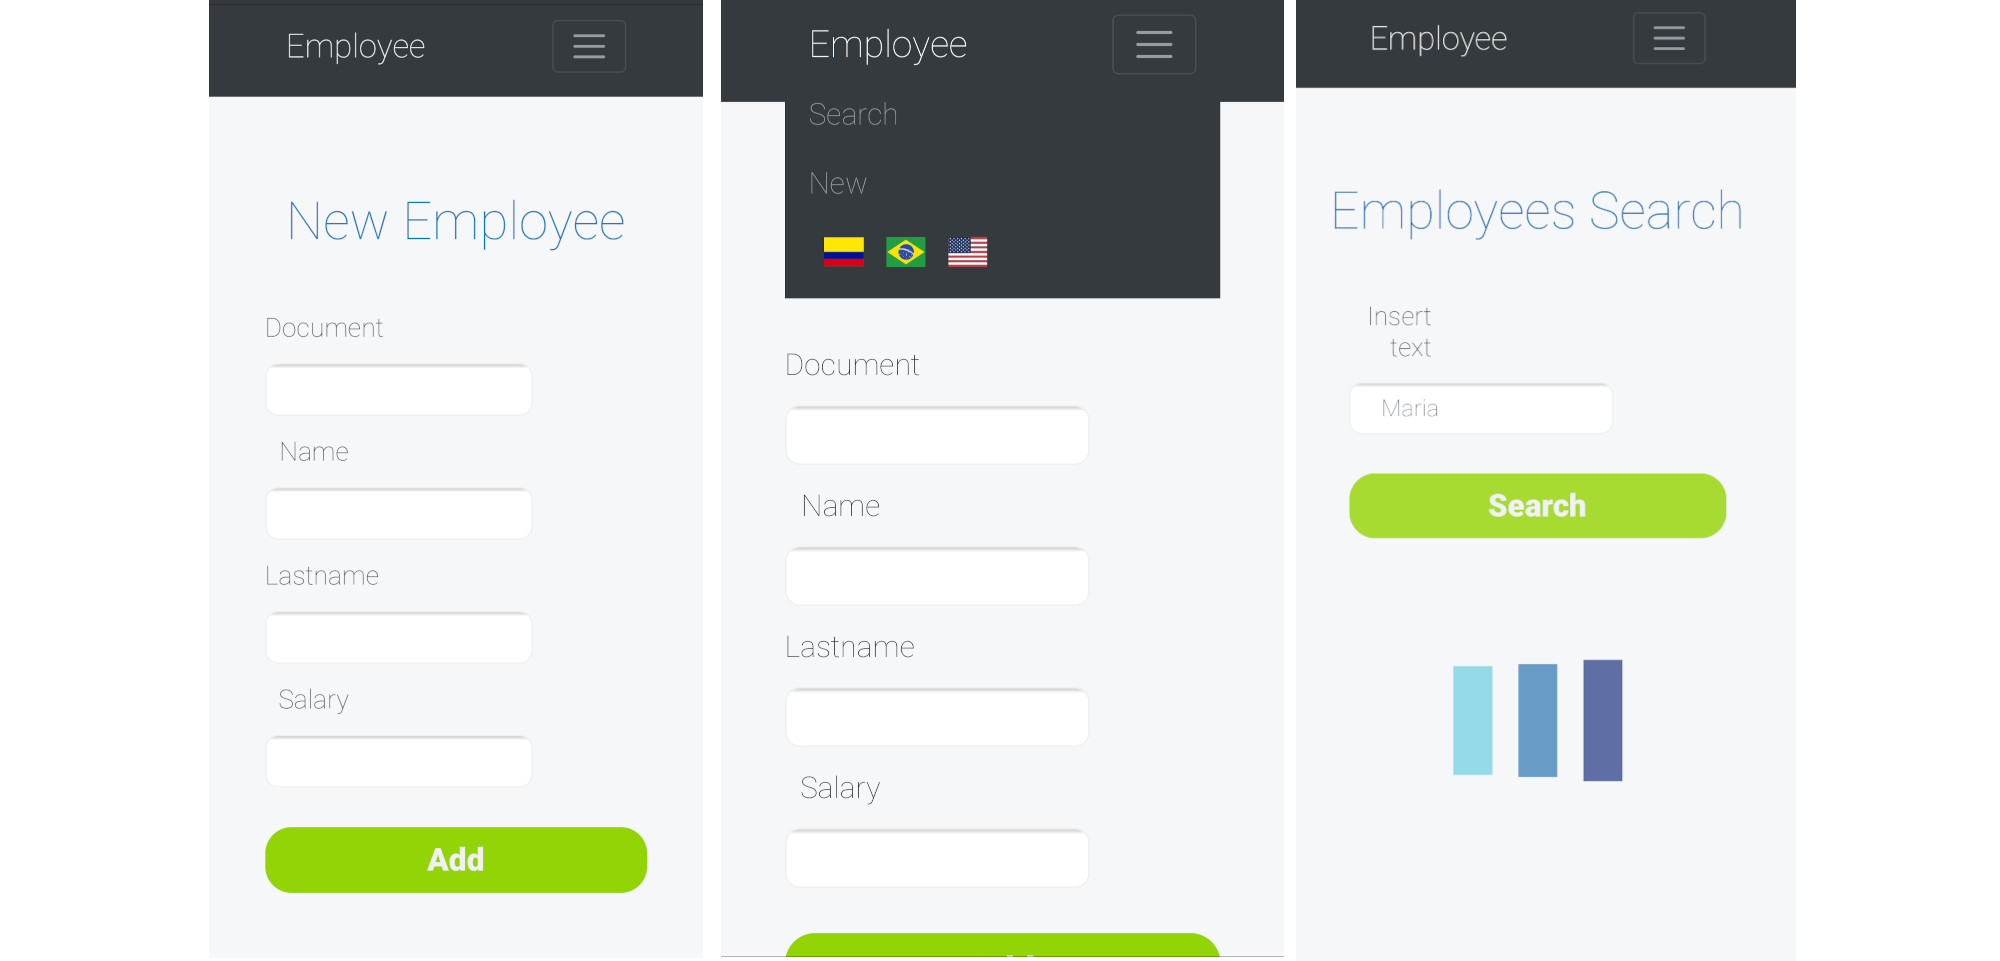 Employee
New Employee
Document
Name
Lastname
Salary
Add
Employee
Search
New
Document
Name
Lastname
Salary
Employee
Employees Search
Insert
text
Maria
Search